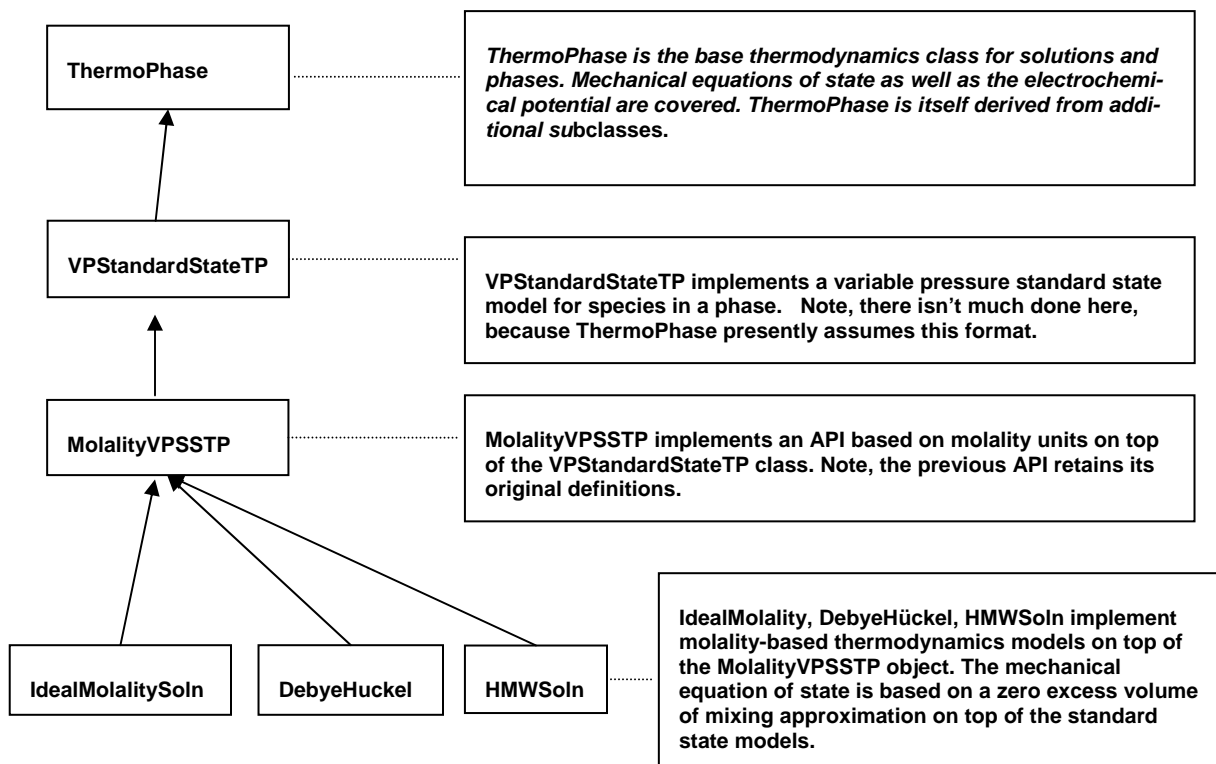 ThermoPhase
ThermoPhase is the base thermodynamics class for solutions and
phases. Mechanical equations of state as well as the electrochemi-
cal potential are covered. ThermoPhase is itself derived from addi-
tional subclasses.
VPStandardStateTP
VPStandardStateTP implements a variable pressure standard state
model for species in a phase. Note, there isn't much done here,
because ThermoPhase presently assumes this format.
MolalityVPSSTP
MolalityVPSSTP implements an API based on molality units on top
of the VPStandardStateTP class. Note, the previous API retains its
original definitions.
IdealMolalitySoln
DebyeHuckel
HMWSoln
IdealMolality, DebyeHückel, HMWSoln implement
molality-based thermodynamics models on top of
the MolalityVPSSTP object. The mechanical
equation of state is based on a zero excess volume
of mixing approximation on top of the standard
state models.